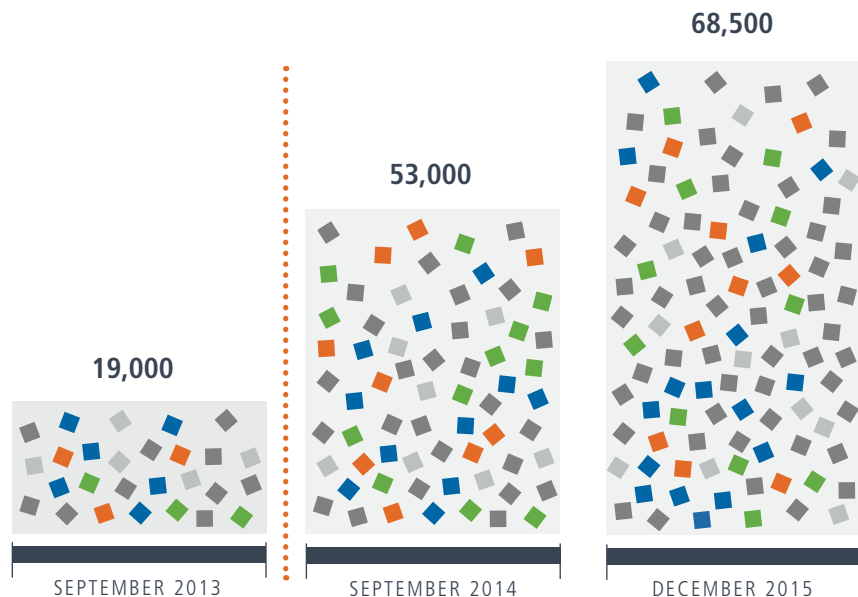 68,500
53,000
19,000
SEPTEMBER 2013
SEPTEMBER 2014
DECEMBER 2015